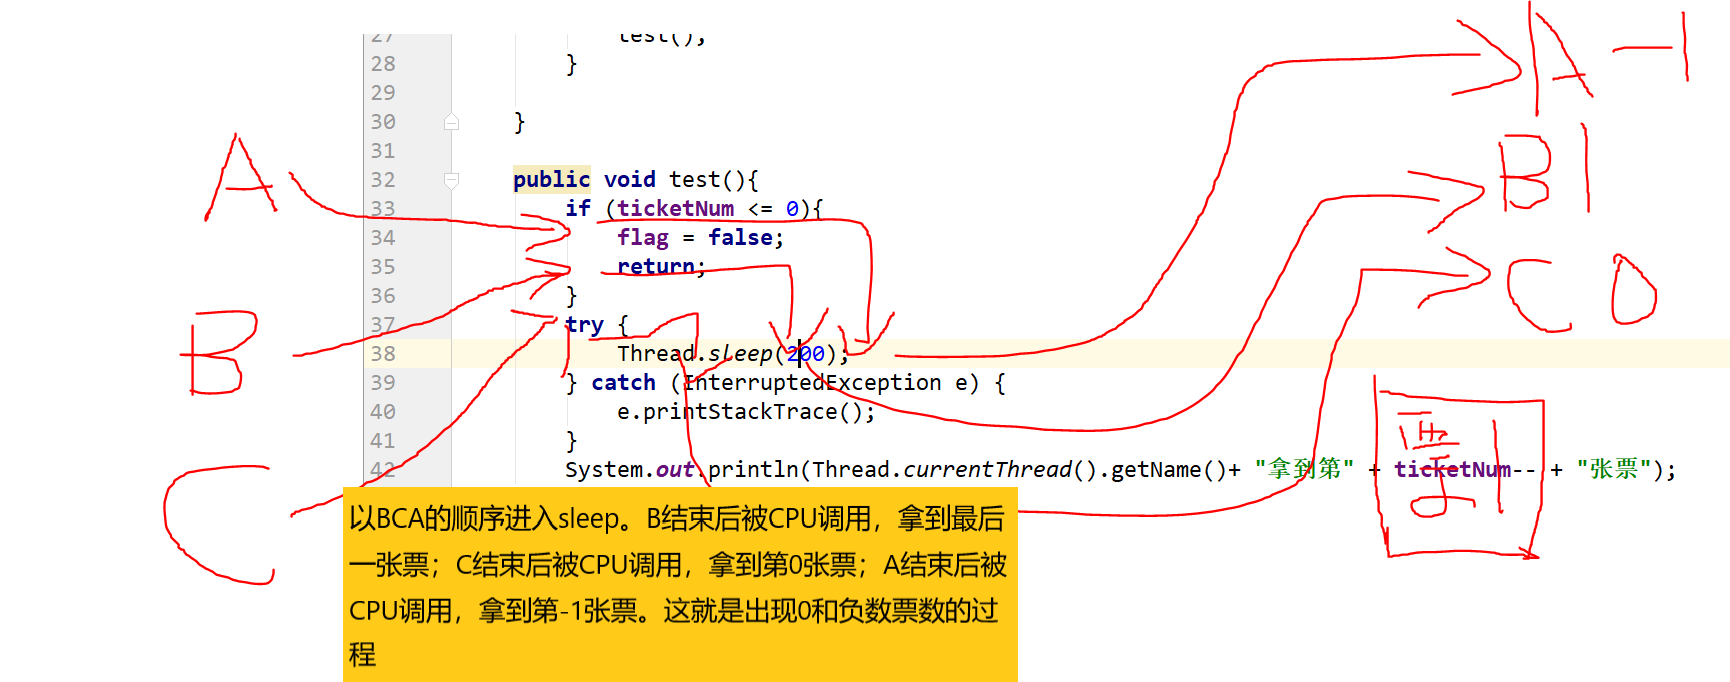 27 test();
28 }
29
30 }
31
32 public void test(){
33 if (ticketNum <= 0){
34 flag = false;
35 return;
36 }
37 try {
38 Thread.sleep(200);
39 } catch (InterruptedException e) {
40 e.printStackTrace();
41 }
42 System.out.println(Thread.currentThread().getName()+ "拿到第" + ticketNum-- + "张票");
以BCA的顺序进入sleep。B结束后被CPU调用，拿到最后
一张票；C结束后被CPU调用，拿到第0张票；A结束后被
CPU调用，拿到第-1张票。这就是出现0和负数票数的过
程
A
B
C
A -1
B1
C 0
票1